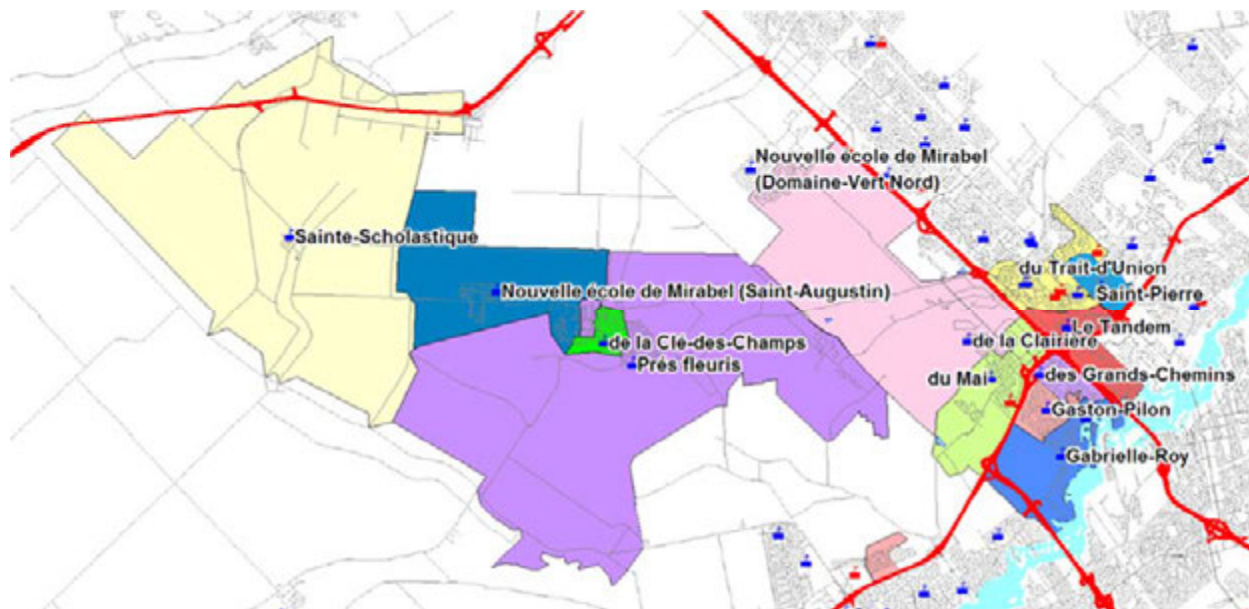 Nouvelle école de Mirabel
(Domaine-Vert Nord)
Sainte-Scholastique
du Trait-d'Union
Saint-Pierre
Nouvelle école de Mirabel (Saint-Augustin)
Le Tandem
de la Clé-des-Champs
de la Clairière
Prés fleuris
du Mai
des Grands-Chemins
Gaston-Pilon
Gabrielle-Roy